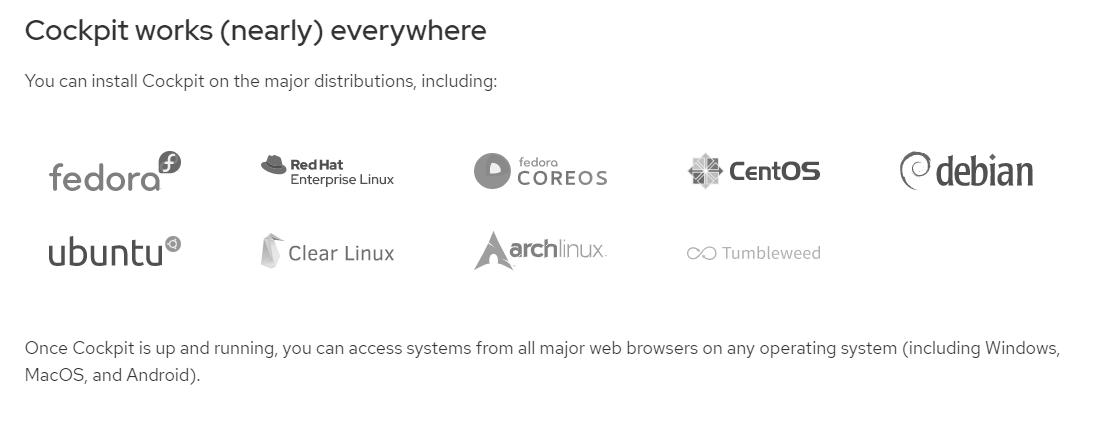 Cockpit works (nearly) everywhere
You can install Cockpit on the major distributions, including:
fedora
Red Hat
Enterprise Linux
fedora
COREOS
CentOS
debian
ubuntu
Clear Linux
archlinux
Tumbleweed
Once Cockpit is up and running, you can access systems from all major web browsers on any operating system (including Windows,
MacOS, and Android).